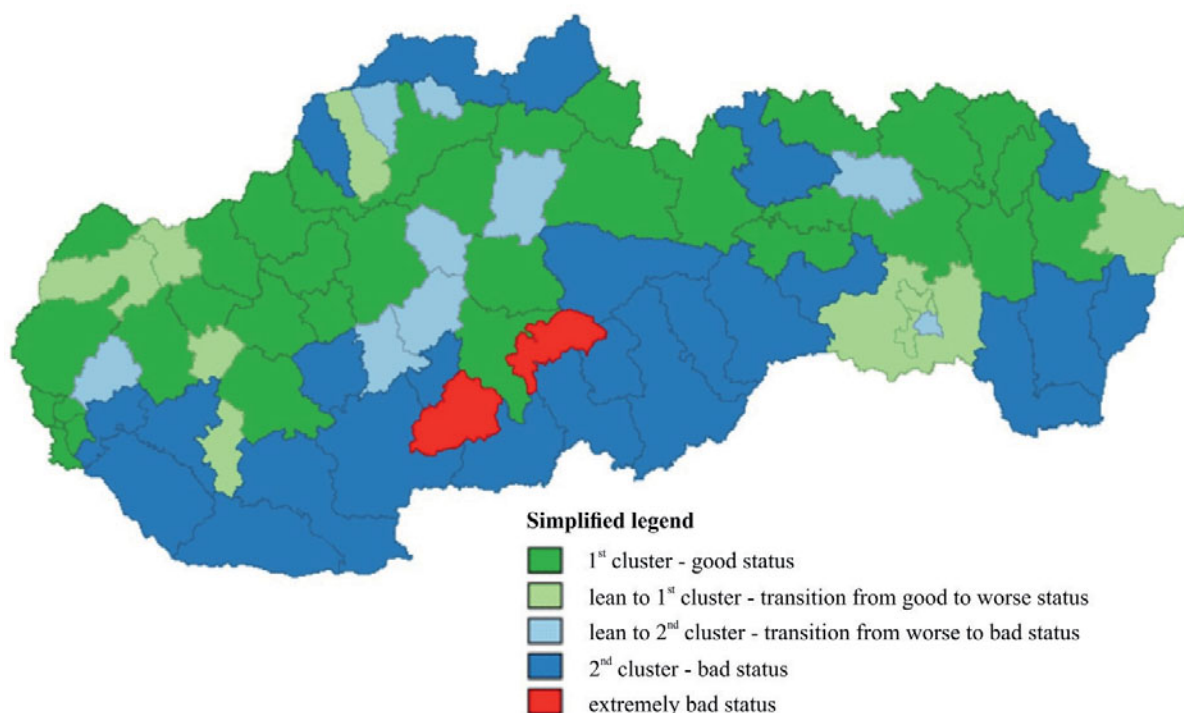 Simplified legend
1st cluster - good status
lean to 1st cluster - transition from good to worse status
lean to 2nd cluster - transition from worse to bad status
2nd cluster - bad status
extremely bad status